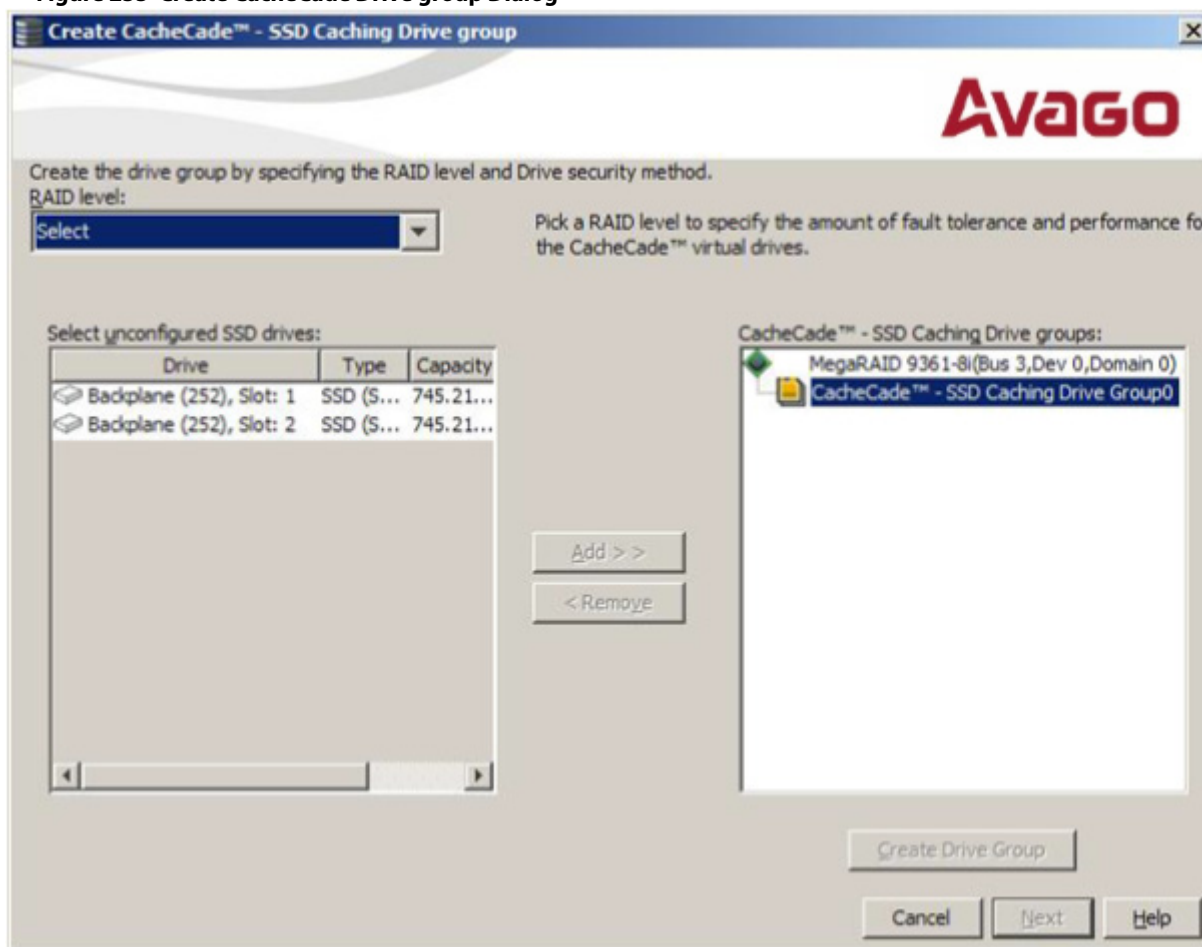 Figure 238 Create CacheCade Drive group Dialog
Create CacheCade™ - SSD Caching Drive group
Avago
Create the drive group by specifying the RAID level and Drive security method.
RAID level:
Select
Pick a RAID level to specify the amount of fault tolerance and performance fo
the CacheCade™ virtual drives.
Select unconfigured SSD drives:
Drive Type Capacity
Backplane (252), Slot: 1 SSD (S... 745.21...
Backplane (252), Slot: 2 SSD (S... 745.21...
Add > >
< Remove
CacheCade™ - SSD Caching Drive groups:
MegaRAID 9361-8i(Bus 3,Dev 0,Domain 0)
CacheCade™ - SSD Caching Drive Group0
Create Drive Group
Cancel Next Help